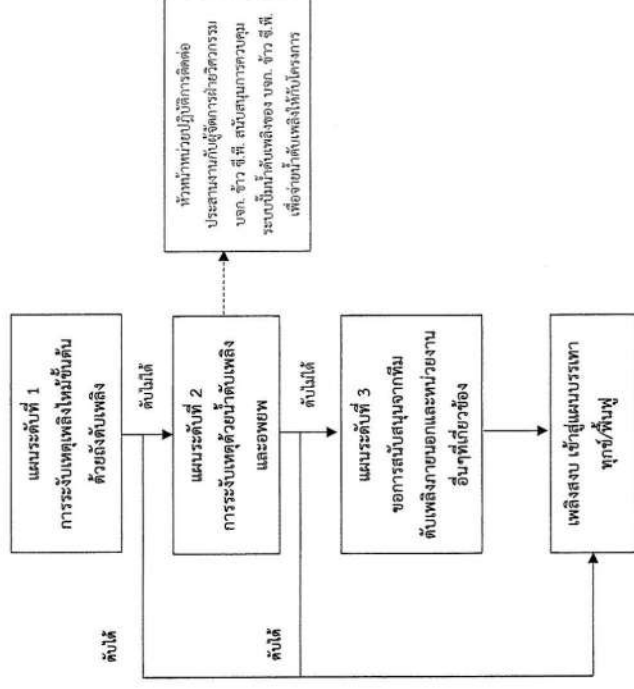 แผนระดับที่ 1
การระงับเหตุเพลิงไหม้ขั้นต้น
ด้วยถังดับเพลิง
ดับได้
ดับไม่ได้
แผนระดับที่ 2
การระงับเหตุด้วยน้ำดับเพลิง
และอพยพ
หัวหน้าหน่วยปฏิบัติการติดต่อ
ประสานงานกับผู้จัดการฝ่ายวิศวกรรม
บจก. ข้าว ซี.พี. สนับสนุนการควบคุม
ระบบปั๊มน้ำดับเพลิงของ บจก. ข้าว ซี.พี.
เพื่อจ่ายน้ำดับเพลิงให้กับโครงการ
ดับได้
ดับไม่ได้
แผนระดับที่ 3
ขอการสนับสนุนจากทีม
ดับเพลิงภายนอกและหน่วยงาน
อื่นๆที่เกี่ยวข้อง
เพลิงสงบ เข้าสู่แผนบรรเทา
ทุกข์/ฟื้นฟู